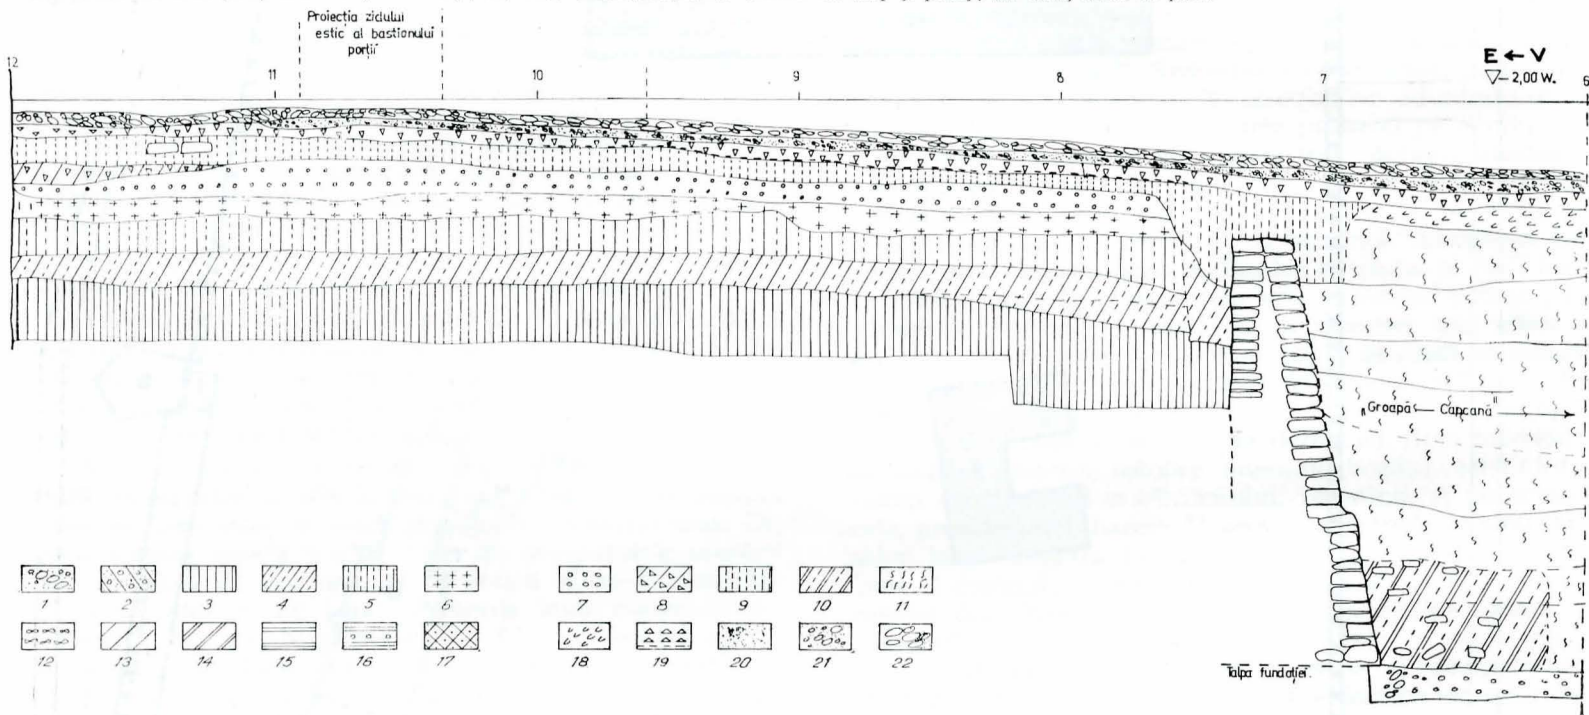 Proiecția zidului
estic al bastionului
porții
E ← V
▽- 2,00 W.
12 11 10 9 8 7 6
„Groapă — Capcană"
1 2 3 4 5 6 7 8 9 10 11
12 13 14 15 16 17 18 19 20 21 22
Talpa fundației.